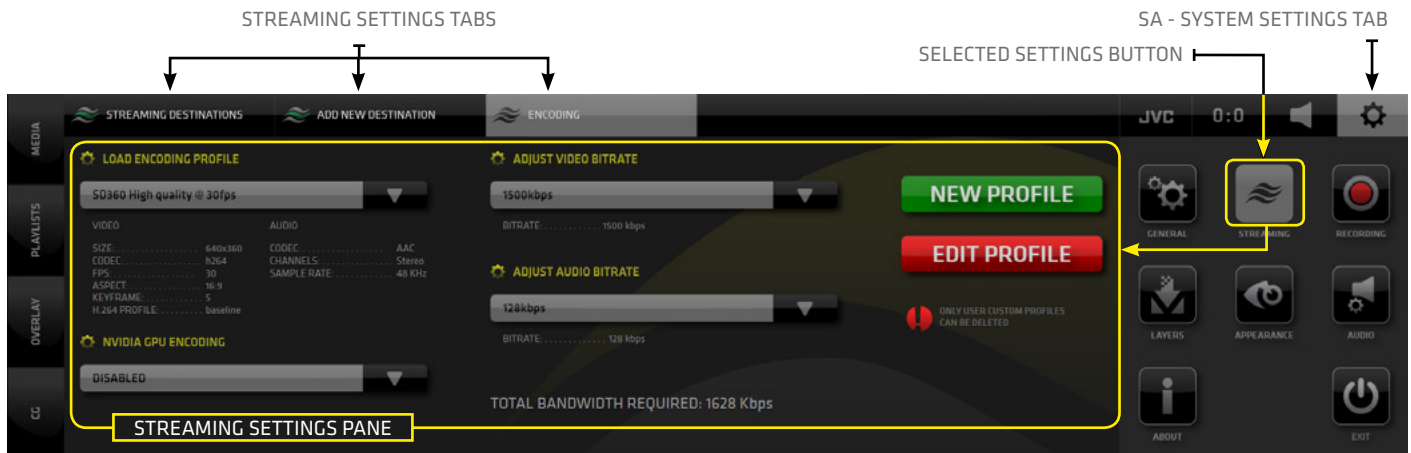 STREAMING SETTINGS TABS
SA - SYSTEM SETTINGS TAB
SELECTED SETTINGS BUTTON
MEDIA
PLAYLISTS
OVERLAY
CG
STREAMING DESTINATIONS
ADD NEW DESTINATION
ENCODING
JVC
0:0
LOAD ENCODING PROFILE
SD360 High quality @ 30fps
VIDEO
SIZE: 640x360
CODEC: h264
FPS: 30
ASPECT: 16:9
KEYFRAME: 5
H.264 PROFILE: baseline
AUDIO
CODEC: AAC
CHANNELS: Stereo
SAMPLE RATE: 48 KHz
NVIDIA GPU ENCODING
DISABLED
ADJUST VIDEO BITRATE
1500kbps
BITRATE: 1500 kbps
ADJUST AUDIO BITRATE
128kbps
BITRATE: 128 kbps
TOTAL BANDWIDTH REQUIRED: 1628 Kbps
NEW PROFILE
EDIT PROFILE
ONLY USER CUSTOM PROFILES
CAN BE DELETED
STREAMING SETTINGS PANE
GENERAL
STREAMING
RECORDING
LAYERS
APPEARANCE
AUDIO
ABOUT
EXIT